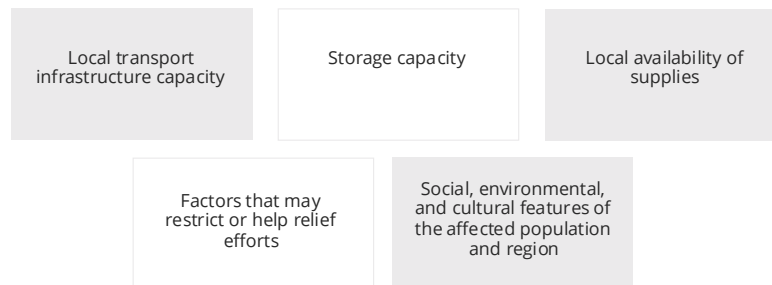 Local transport
infrastructure capacity
Storage capacity
Local availability of
supplies
Factors that may
restrict or help relief
efforts
Social, environmental,
and cultural features of
the affected population
and region